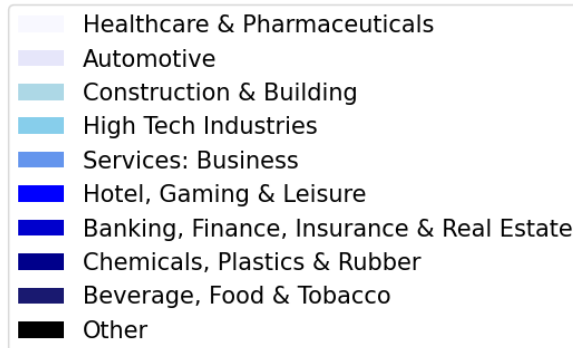 Healthcare & Pharmaceuticals
Automotive
Construction & Building
High Tech Industries
Services: Business
Hotel, Gaming & Leisure
Banking, Finance, Insurance & Real Estate
Chemicals, Plastics & Rubber
Beverage, Food & Tobacco
Other